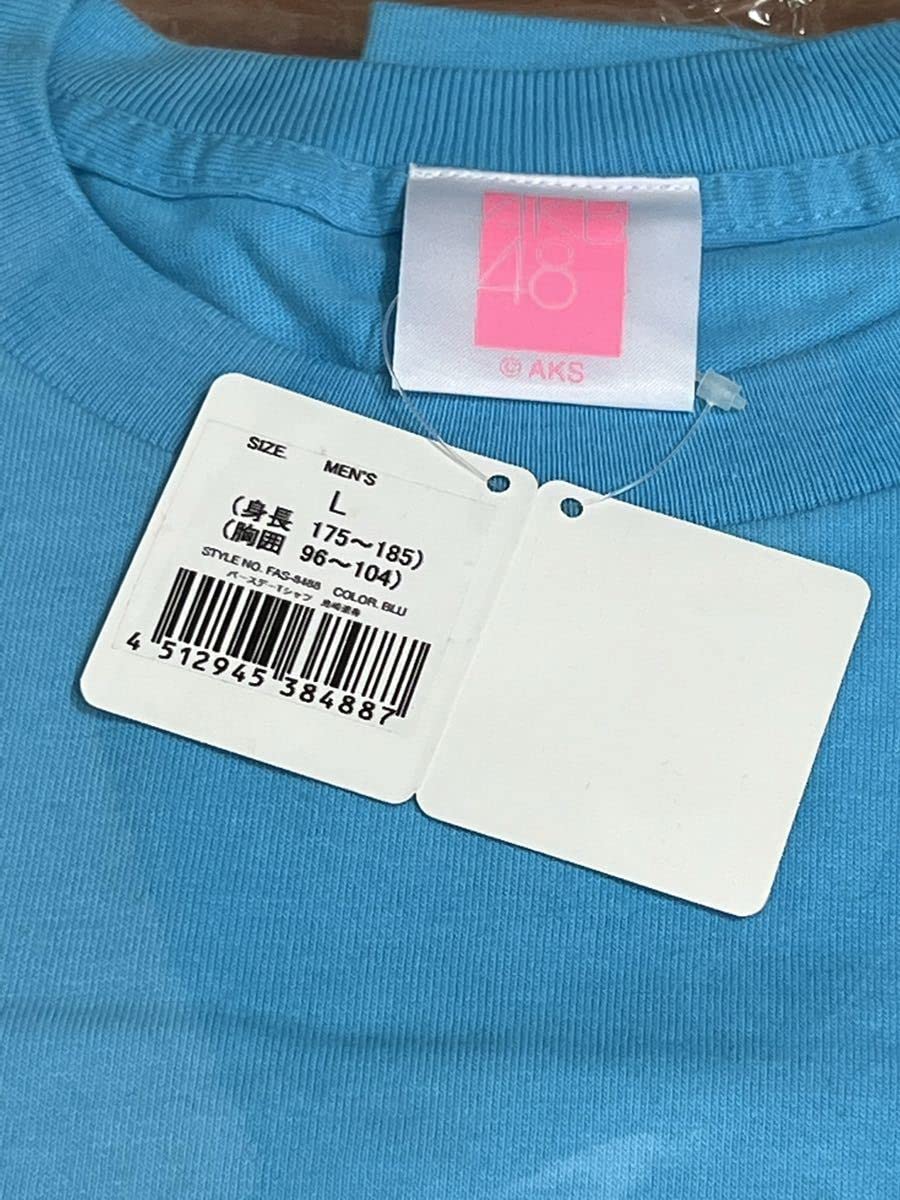 AKB
48
© AKS
SIZE. MEN'S
L
(身長 175～185)
(胸囲 96～104)
STYLE NO. FAS-8488 COLOR. BLU
バースデーTシャツ
4 512945 384887